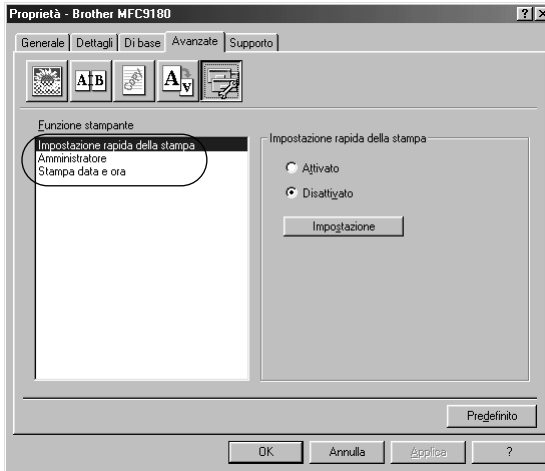 Proprietà - Brother MFC9180
Generale Dettagli Di base Avanzate Supporto
A B
copy
A v
Funzione stampante
Impostazione rapida della stampa
Amministratore
Stampa data e ora
Impostazione rapida della stampa
Attivato
Disattivato
Impostazione
Predefinito
OK Annulla Applica ?